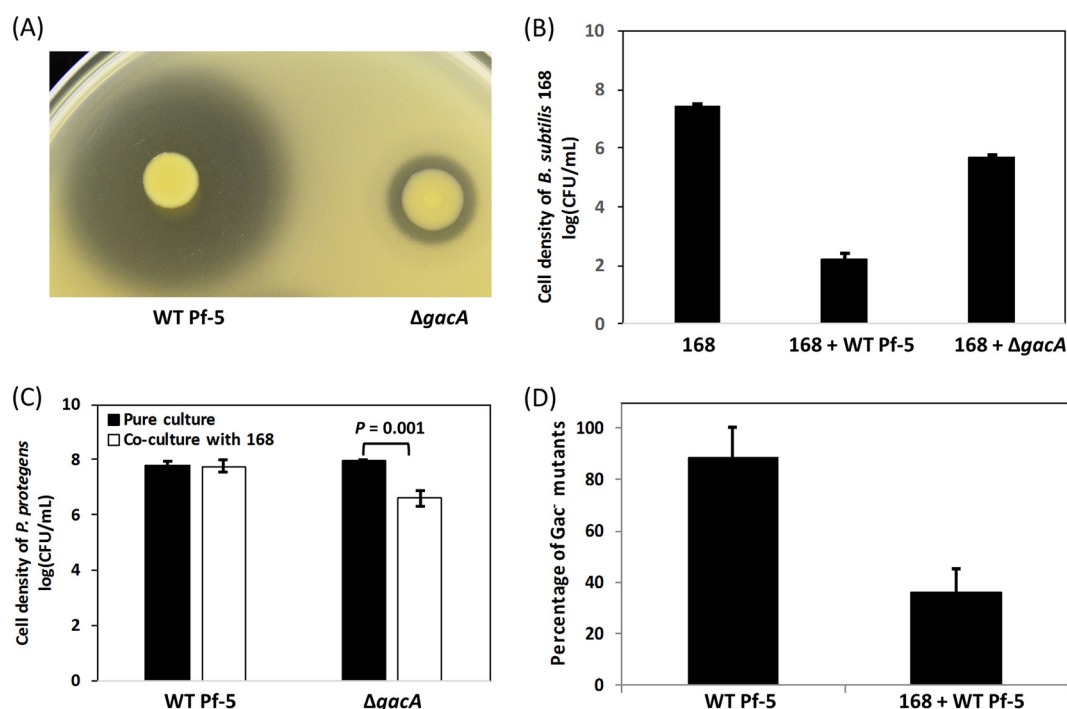 (A)
WT Pf-5
ΔgacA
(B)
Cell density of B. subtilis 168
log(CFU/mL)
10
8
6
4
2
0
168
168 + WT Pf-5
168 + ΔgacA
(C)
Cell density of P. protegens
log(CFU/mL)
10
8
6
4
2
0
Pure culture
Co-culture with 168
P = 0.001
WT Pf-5
ΔgacA
(D)
Percentage of Gac⁻ mutants
100
80
60
40
20
0
WT Pf-5
168 + WT Pf-5